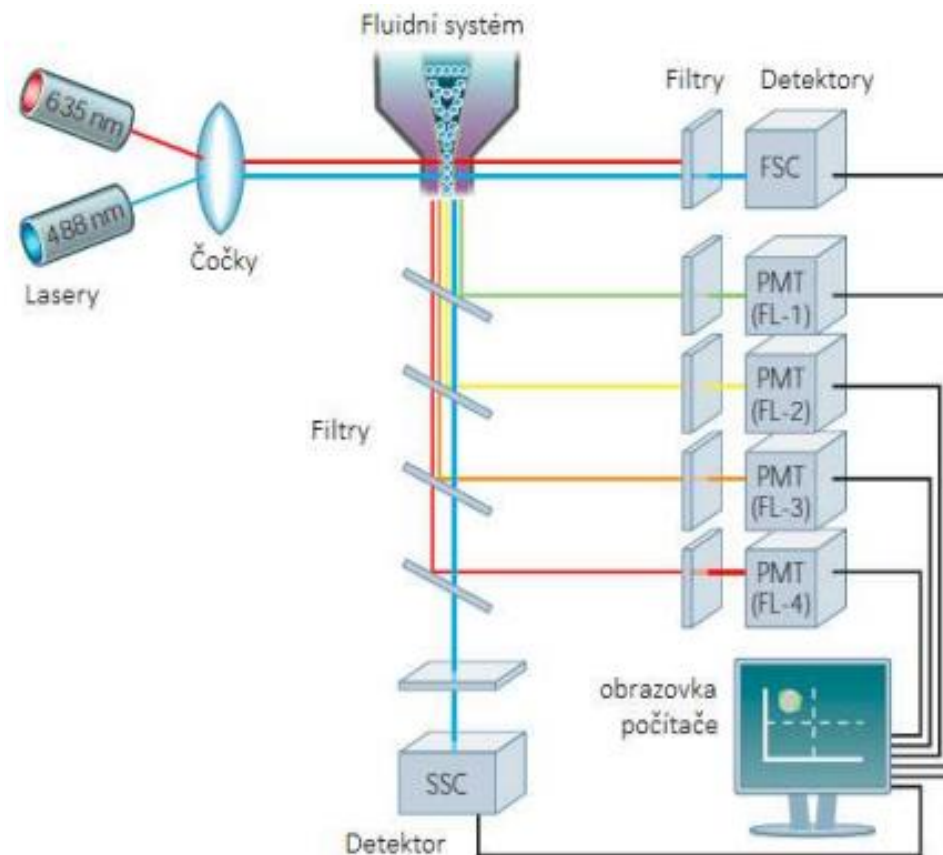 Fluidní systém
635 nm
488 nm
Lasery
Čočky
Filtry
Detektory
FSC
PMT
(FL-1)
PMT
(FL-2)
Filtry
PMT
(FL-3)
PMT
(FL-4)
obrazovka
počítače
SSC
Detektor